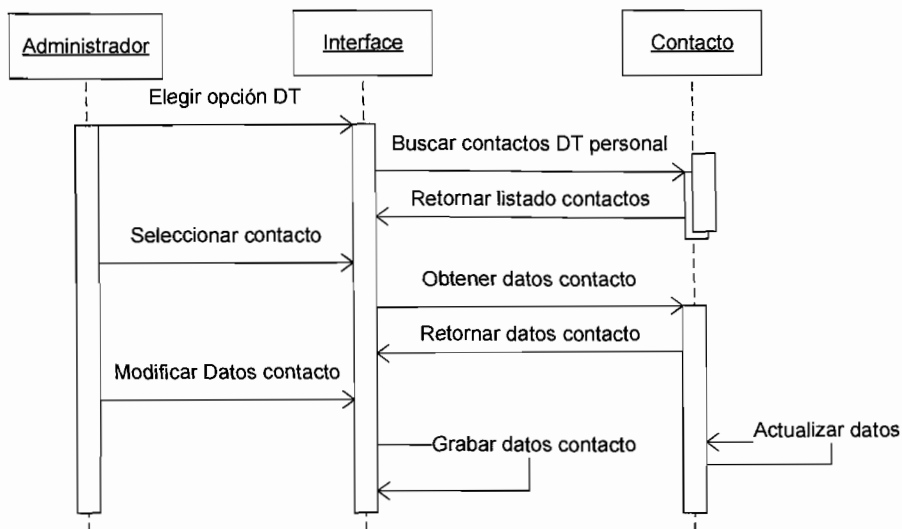 Administrador
Interface
Contacto
Elegir opción DT
Buscar contactos DT personal
Retornar listado contactos
Seleccionar contacto
Obtener datos contacto
Retornar datos contacto
Modificar Datos contacto
Actualizar datos
Grabar datos contacto